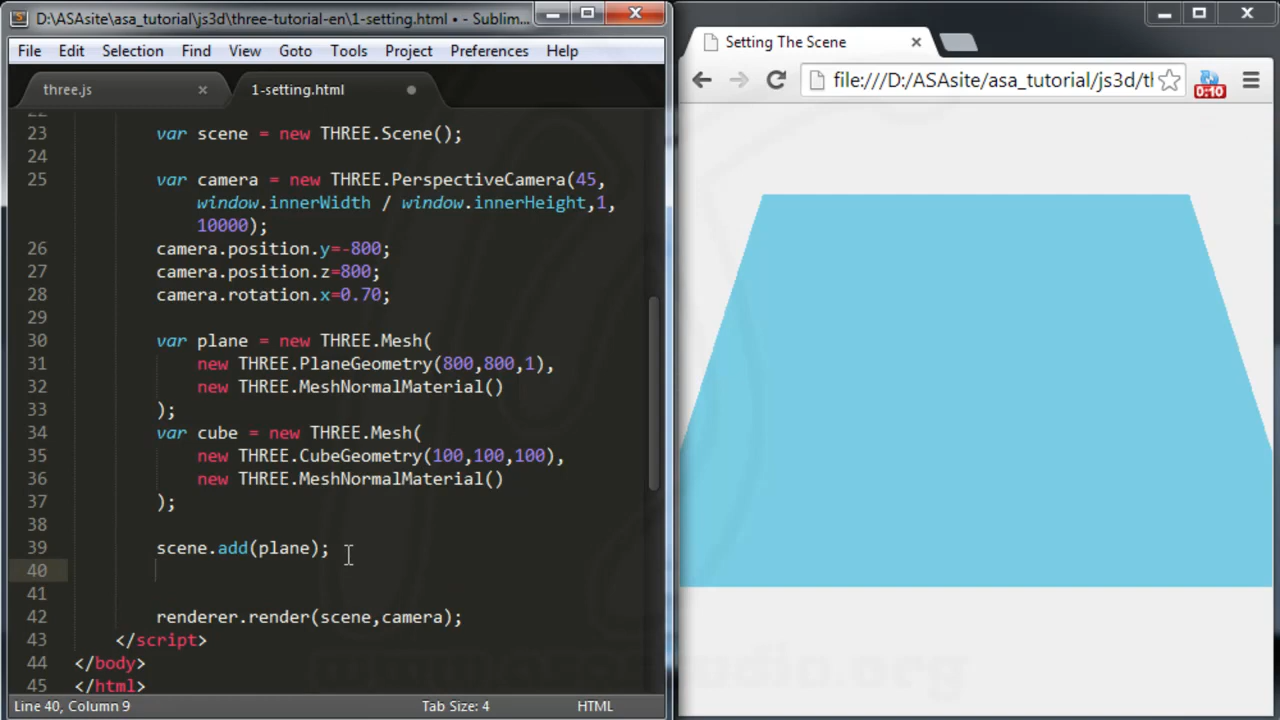 D:\ASAsite\asa_tutorial\js3d\three-tutorial-en\1-setting.html • - Sublim...
File Edit Selection Find View Goto Tools Project Preferences Help
three.js × 1-setting.html
23 var scene = new THREE.Scene();
24
25 var camera = new THREE.PerspectiveCamera(45,
window.innerWidth / window.innerHeight,1,
10000);
26 camera.position.y=-800;
27 camera.position.z=800;
28 camera.rotation.x=0.70;
29
30 var plane = new THREE.Mesh(
31 new THREE.PlaneGeometry(800,800,1),
32 new THREE.MeshNormalMaterial()
33 );
34 var cube = new THREE.Mesh(
35 new THREE.CubeGeometry(100,100,100),
36 new THREE.MeshNormalMaterial()
37 );
38
39 scene.add(plane);
40
41
42 renderer.render(scene,camera);
43 </script>
44 </body>
45 </html>
Line 40, Column 9 Tab Size: 4 HTML
Setting The Scene ×
file:///D:/ASAsite/asa_tutorial/js3d/tl
0:10